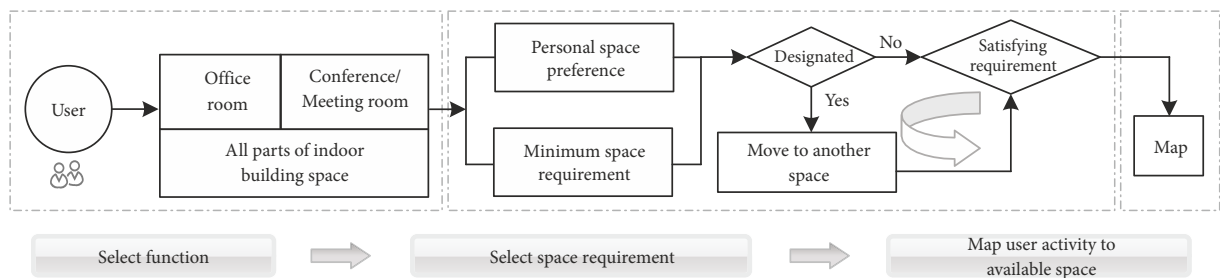 User
Office
room
Conference/
Meeting room
All parts of indoor
building space
Personal space
preference
Minimum space
requirement
Designated
No
Yes
Move to another
space
Satisfying
requirement
Map
Select function
Select space requirement
Map user activity to
available space